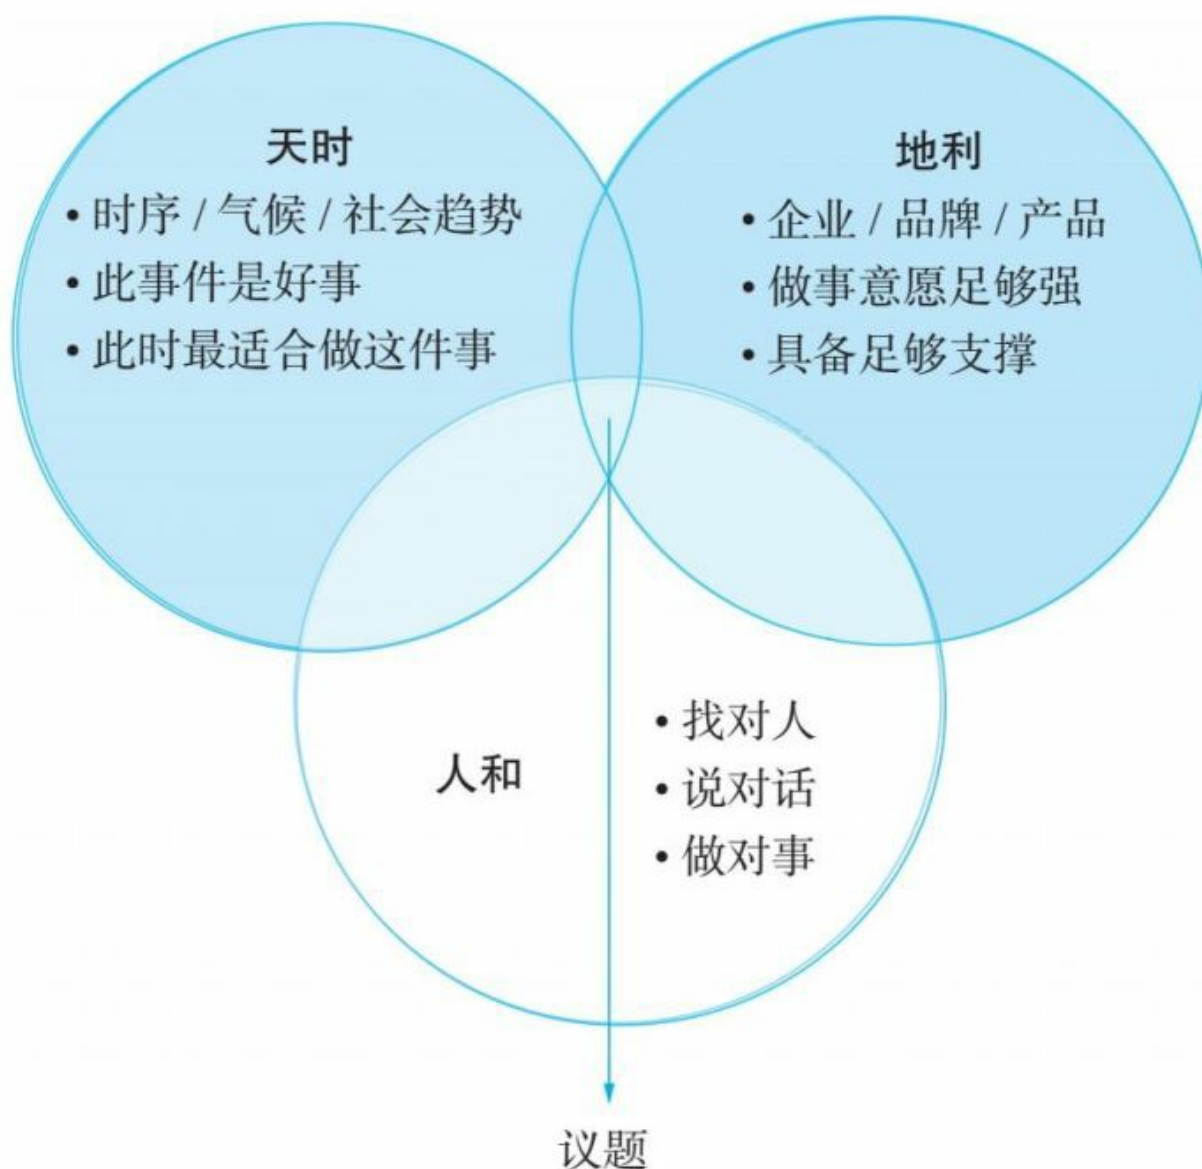 天时
• 时序 / 气候 / 社会趋势
• 此事件是好事
• 此时最适合做这件事
地利
• 企业 / 品牌 / 产品
• 做事意愿足够强
• 具备足够支撑
人和
• 找对人
• 说对话
• 做对事
议题